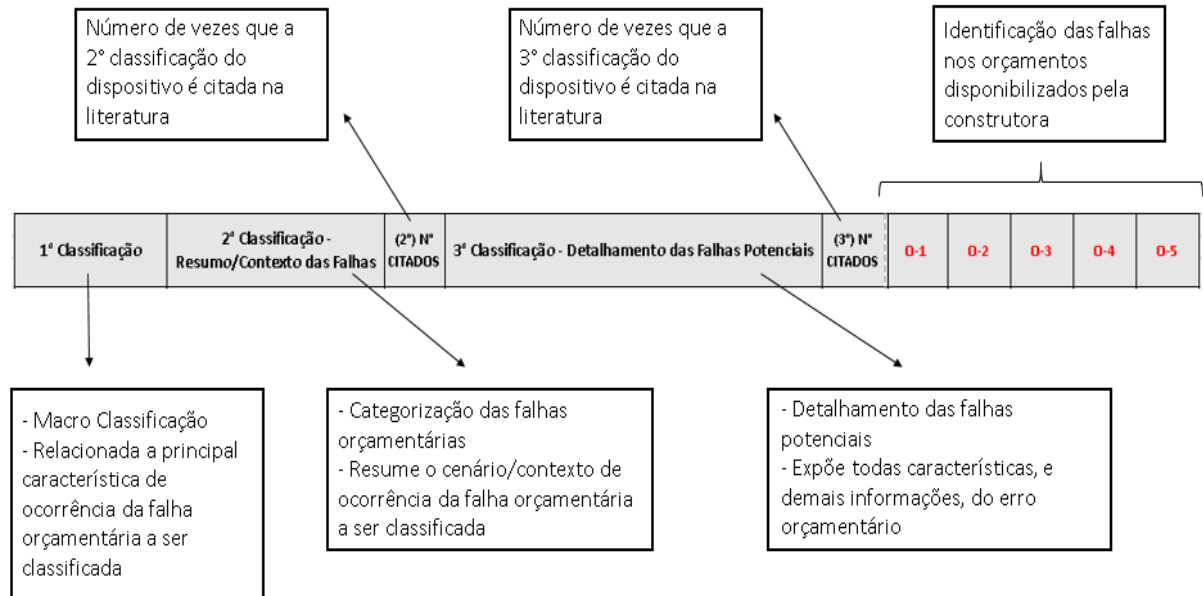 Número de vezes que a
2° classificação do
dispositivo é citada na
literatura
Número de vezes que a
3° classificação do
dispositivo é citada na
literatura
Identificação das falhas
nos orçamentos
disponibilizados pela
construtora
1ª Classificação
2ª Classificação -
Resumo/Contexto das Falhas
(2ª) N°
CITADOS
3ª Classificação - Detalhamento das Falhas Potenciais
(3ª) N°
CITADOS
O-1
O-2
O-3
O-4
O-5
- Macro Classificação
- Relacionada a principal
característica de
ocorrência da falha
orçamentária a ser
classificada
- Categorização das falhas
orçamentárias
- Resume o cenário/contexto de
ocorrência da falha orçamentária
a ser classificada
- Detalhamento das falhas
potenciais
- Expõe todas características, e
demais informações, do erro
orçamentário